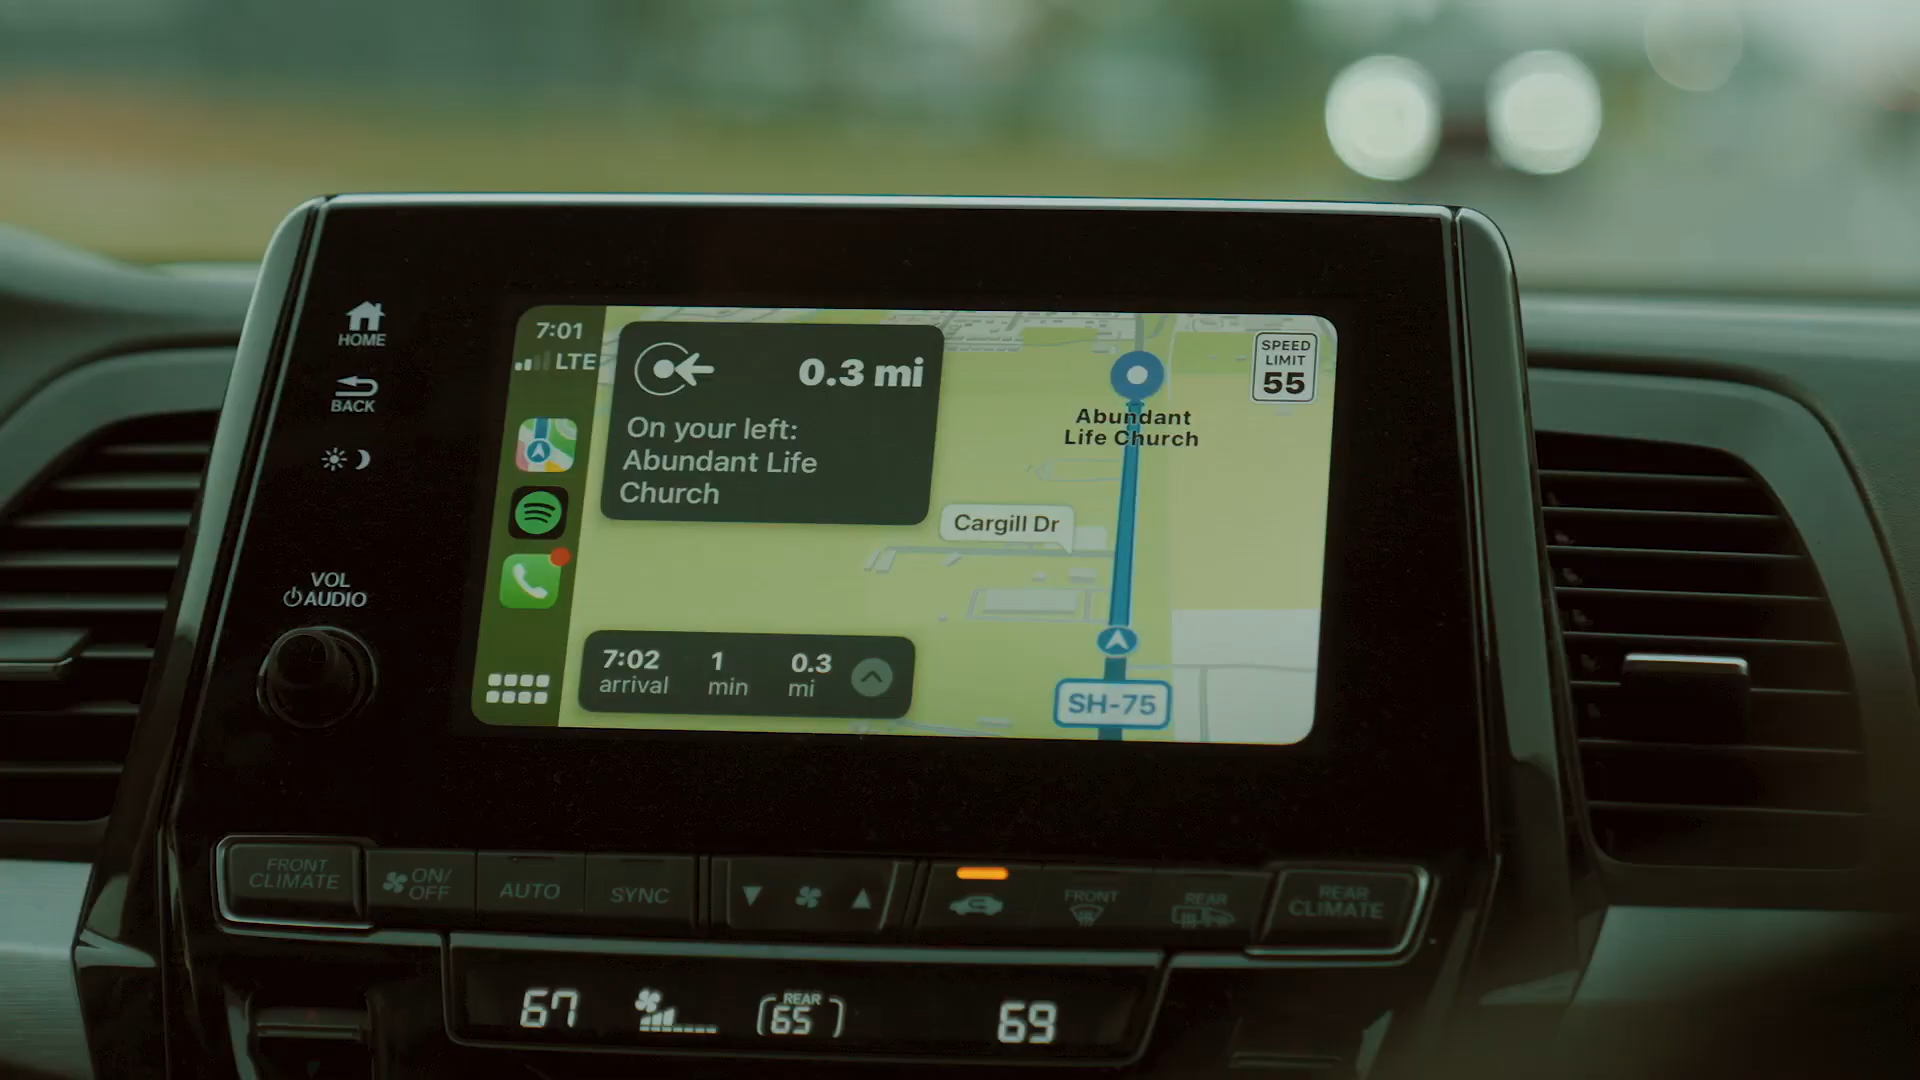 HOME
BACK
VOL
AUDIO
7:01
LTE
0.3 mi
On your left:
Abundant Life
Church
7:02 1 0.3
arrival min mi
Abundant
Life Church
Cargill Dr
SH-75
SPEED
LIMIT
55
FRONT
CLIMATE
ON/
OFF
AUTO
SYNC
FRONT
REAR
REAR
CLIMATE
67
REAR
65
69